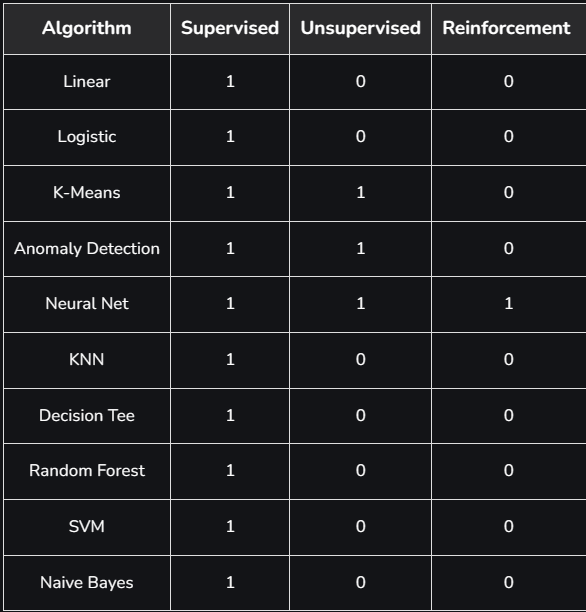 Algorithm Supervised Unsupervised Reinforcement
Linear 1 0 0
Logistic 1 0 0
K-Means 1 1 0
Anomaly Detection 1 1 0
Neural Net 1 1 1
KNN 1 0 0
Decision Tee 1 0 0
Random Forest 1 0 0
SVM 1 0 0
Naive Bayes 1 0 0